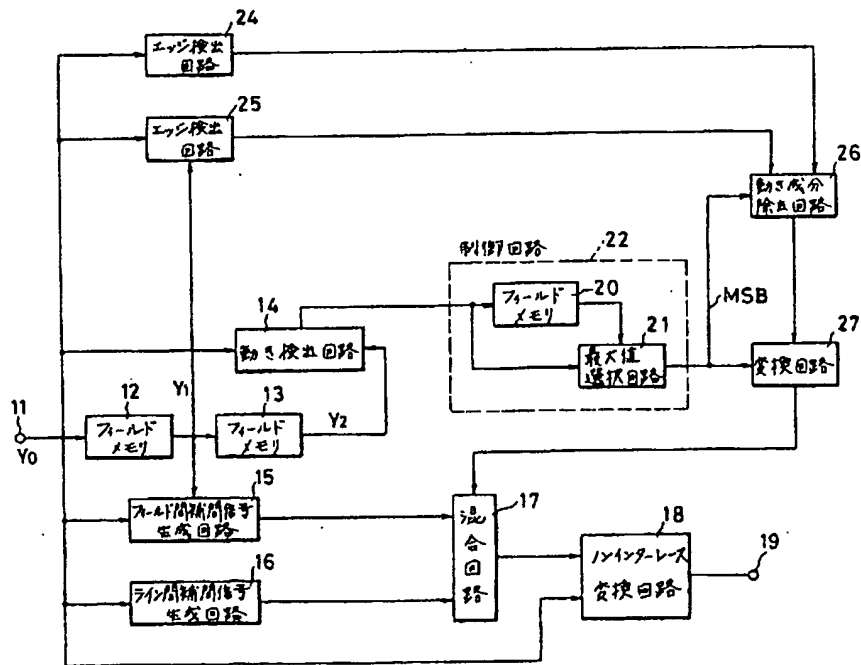 24
エッジ検出
回路
25
エッジ検出
回路
26
動き成分
除去回路
制御回路
22
20
フィールド
メモリ
MSB
14
動き検出回路
21
最大値
選択回路
27
変換回路
Y1
11
Y0
12
フィールド
メモリ
13
フィールド
メモリ
Y2
15
フィールド間補間信号
生成回路
17
混
合
回
路
18
ノンインターレース
変換回路
19
16
ライン間補間信号
生成回路